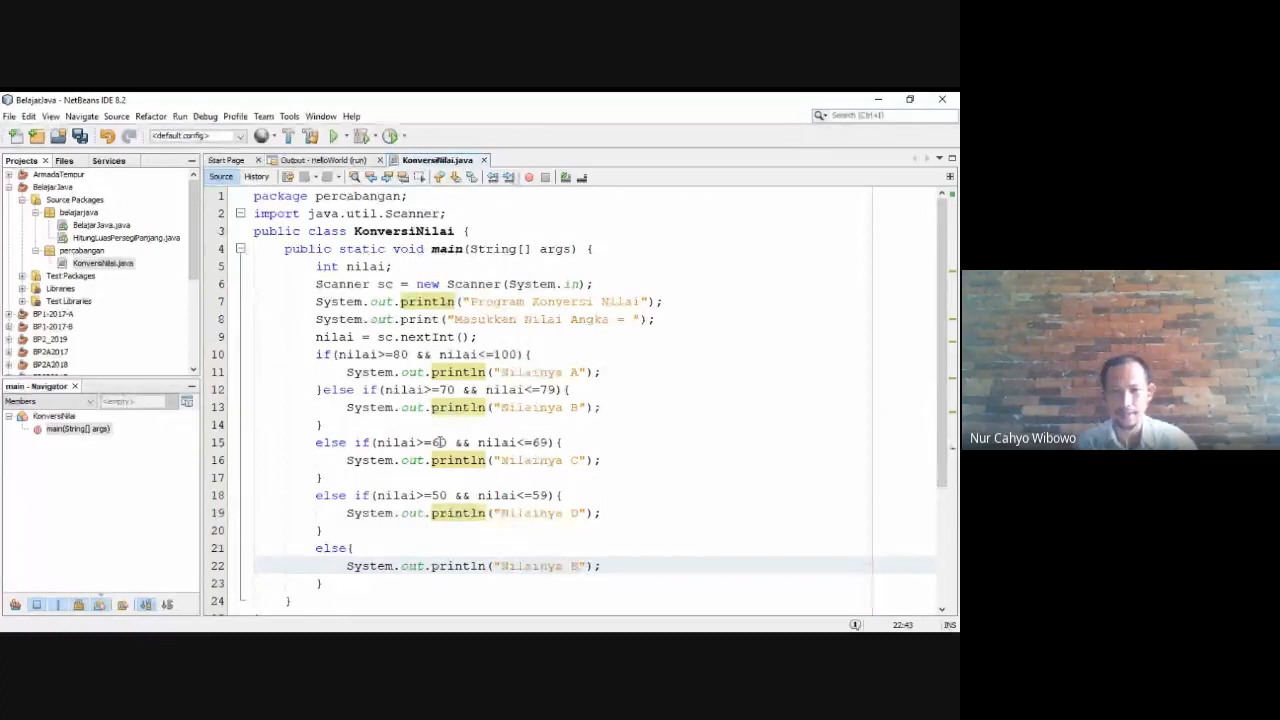 BelajarJava - NetBeans IDE 8.2
File Edit View Navigate Source Refactor Run Debug Profile Team Tools Window Help
Search (Ctrl+I)
<default config>
Projects Files Services
Start Page Output - HelloWorld (run) KonversiNilai.java
Source History
ArmadaTempur
BelajarJava
Source Packages
belajarjava
BelajarJava.java
HitungLuasPersegiPanjang.java
percabangan
KonversiNilai.java
Test Packages
Libraries
Test Libraries
BP1-2017-A
BP1-2017-B
BP2_2019
BP2A2017
BP2A2018
main - Navigator
Members <empty>
KonversiNilai
main(String[] args)
1 package percabangan;
2 import java.util.Scanner;
3 public class KonversiNilai {
4 public static void main(String[] args) {
5 int nilai;
6 Scanner sc = new Scanner(System.in);
7 System.out.println("Program Konversi Nilai");
8 System.out.print("Masukkan Nilai Angka = ");
9 nilai = sc.nextInt();
10 if(nilai>=80 && nilai<=100){
11 System.out.println("Nilainya A");
12 }else if(nilai>=70 && nilai<=79){
13 System.out.println("Nilainya B");
14 }
15 else if(nilai>=60 && nilai<=69){
16 System.out.println("Nilainya C");
17 }
18 else if(nilai>=50 && nilai<=59){
19 System.out.println("Nilainya D");
20 }
21 else{
22 System.out.println("Nilainya E");
23 }
24 }
22:43 INS
Nur Cahyo Wibowo